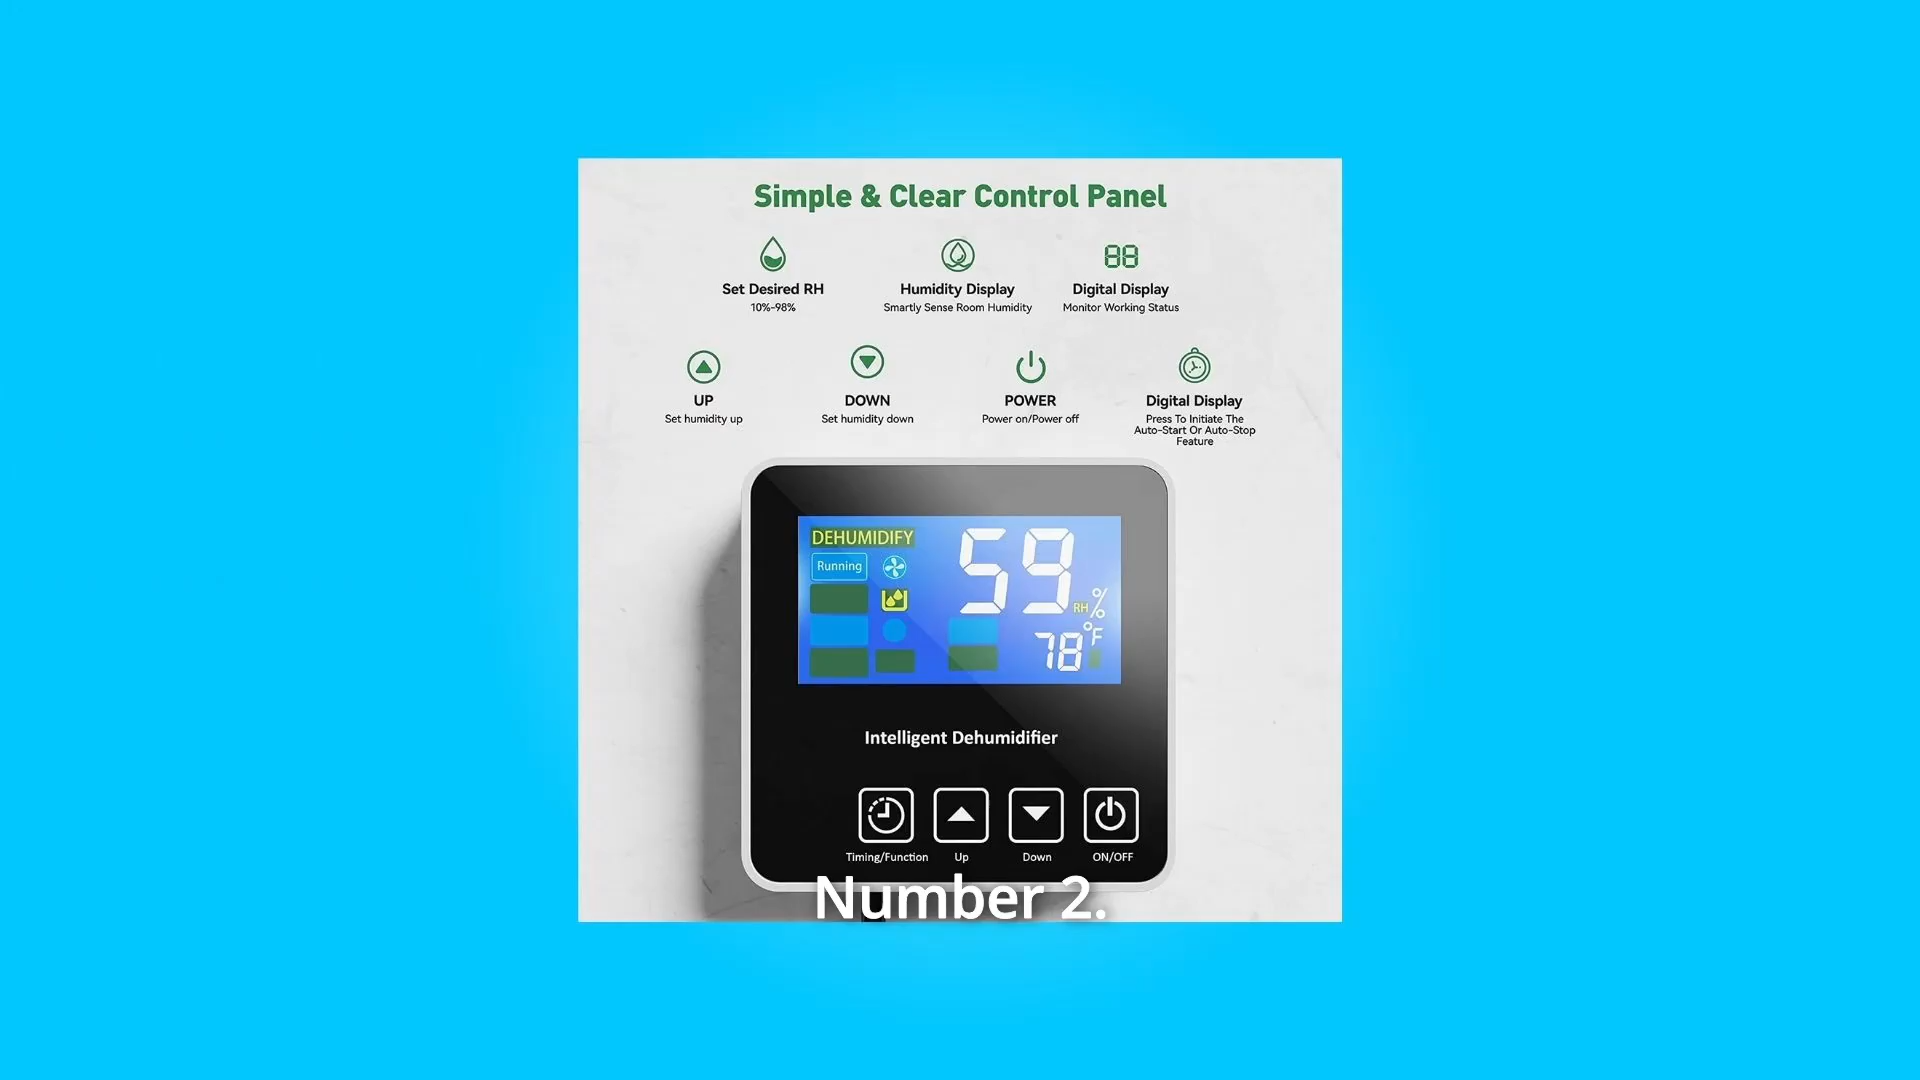 Simple & Clear Control Panel
88
Set Desired RH
10%-98%
Humidity Display
Smartly Sense Room Humidity
Digital Display
Monitor Working Status
UP
Set humidity up
DOWN
Set humidity down
POWER
Power on/Power off
Digital Display
Press To Initiate The
Auto-Start Or Auto-Stop
Feature
DEHUMIDIFY
Running
59
RH %
78 °F
Intelligent Dehumidifier
Timing/Function
Up
Down
ON/OFF
Number 2.